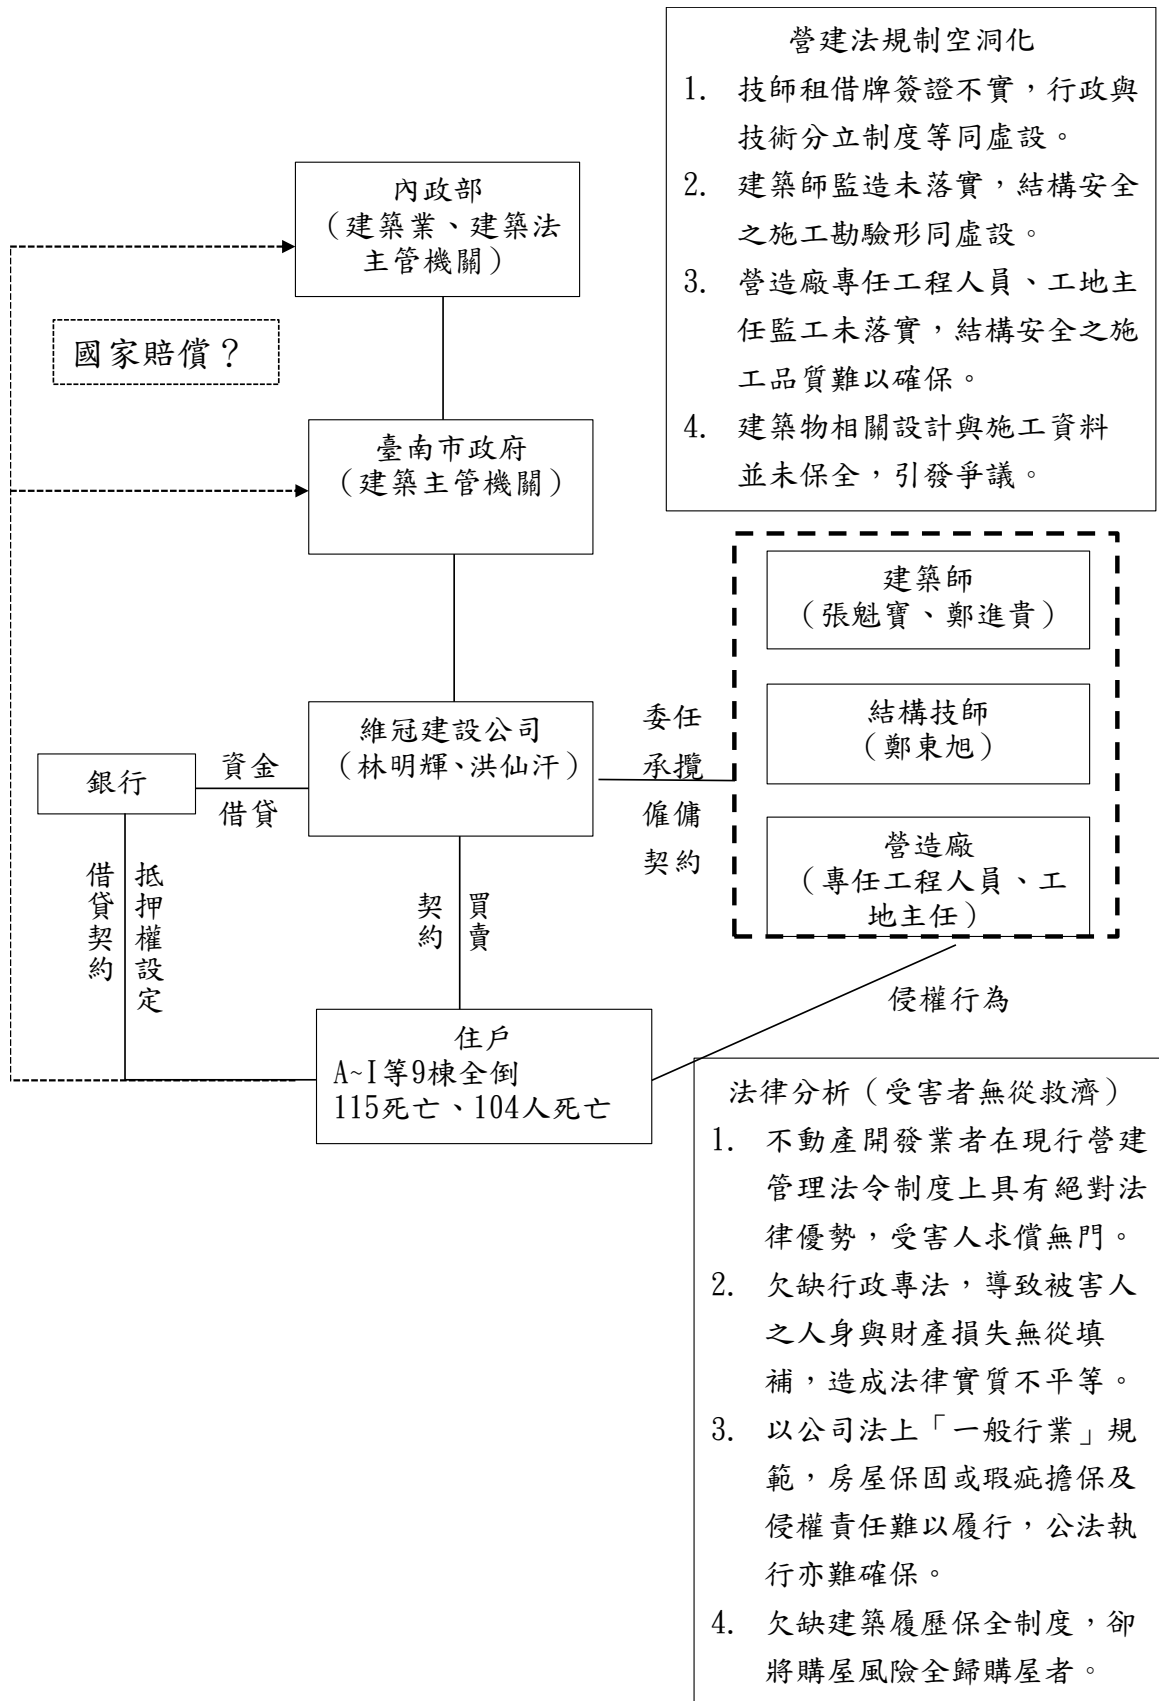 營建法規制空洞化
1. 技師租借牌簽證不實，行政與
技術分立制度等同虛設。
2. 建築師監造未落實，結構安全
之施工勘驗形同虛設。
3. 營造廠專任工程人員、工地主
任監工未落實，結構安全之施
工品質難以確保。
4. 建築物相關設計與施工資料
並未保全，引發爭議。
內政部
（建築業、建築法
主管機關）
國家賠償？
臺南市政府
（建築主管機關）
建築師
（張魁寶、鄭進貴）
結構技師
（鄭東旭）
營造廠
（專任工程人員、工
地主任）
維冠建設公司
（林明輝、洪仙汗）
委任
承攬
僱傭
契約
銀行
資金
借貸
抵押權設定
借貸契約
買賣
契約
侵權行為
住戶
A~I等9棟全倒
115死亡、104人死亡
法律分析（受害者無從救濟）
1. 不動產開發業者在現行營建
管理法令制度上具有絕對法
律優勢，受害人求償無門。
2. 欠缺行政專法，導致被害人
之人身與財產損失無從填
補，造成法律實質不平等。
3. 以公司法上「一般行業」規
範，房屋保固或瑕疵擔保及
侵權責任難以履行，公法執
行亦難確保。
4. 欠缺建築履歷保全制度，卻
將購屋風險全歸購屋者。